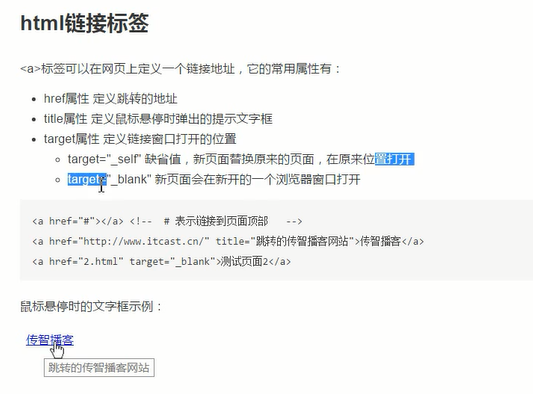 html链接标签
<a>标签可以在网页上定义一个链接地址，它的常用属性有：
href属性 定义跳转的地址
title属性 定义鼠标悬停时弹出的提示文字框
target属性 定义链接窗口打开的位置
target="_self" 缺省值，新页面替换原来的页面，在原来位置打开
target="_blank" 新页面会在新开的一个浏览器窗口打开
<a href="#"></a> <!-- # 表示链接到页面顶部 -->
<a href="http://www.itcast.cn/" title="跳转的传智播客网站">传智播客</a>
<a href="2.html" target="_blank">测试页面2</a>
鼠标悬停时的文字框示例：
传智播客
跳转的传智播客网站